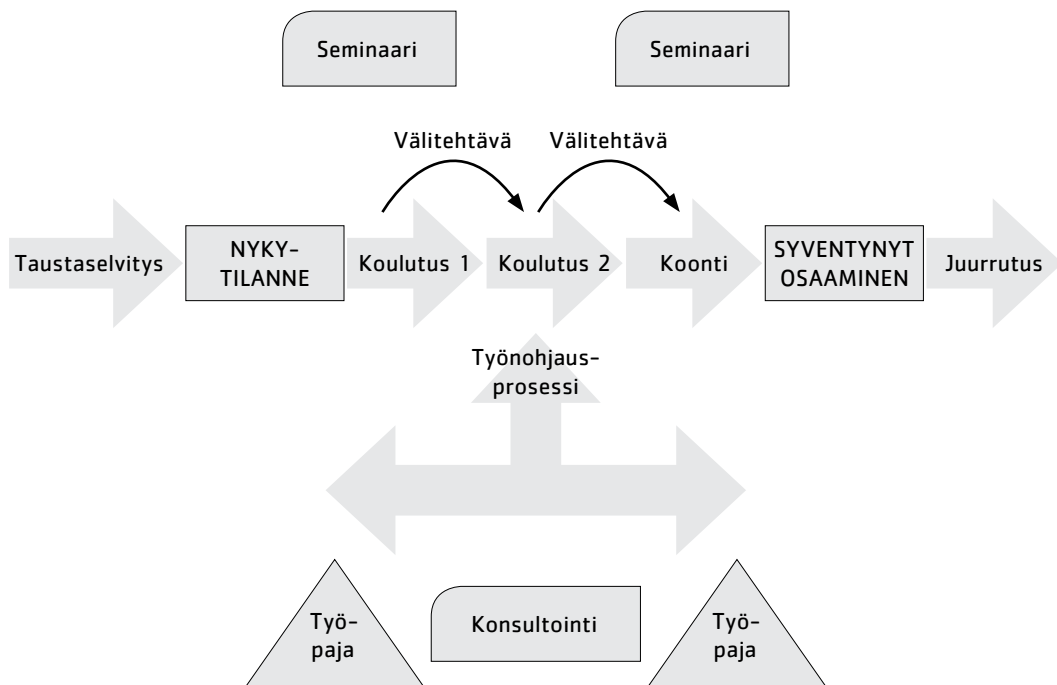 Seminaari
Seminaari
Välitehtävä
Välitehtävä
Taustaselvitys
NYKY-
TILANNE
Koulutus 1
Koulutus 2
Koonti
SYVENTYNYT
OSAAMINEN
Juurrutus
Työnohjaus-
prosessi
Työ-
paja
Konsultointi
Työ-
paja